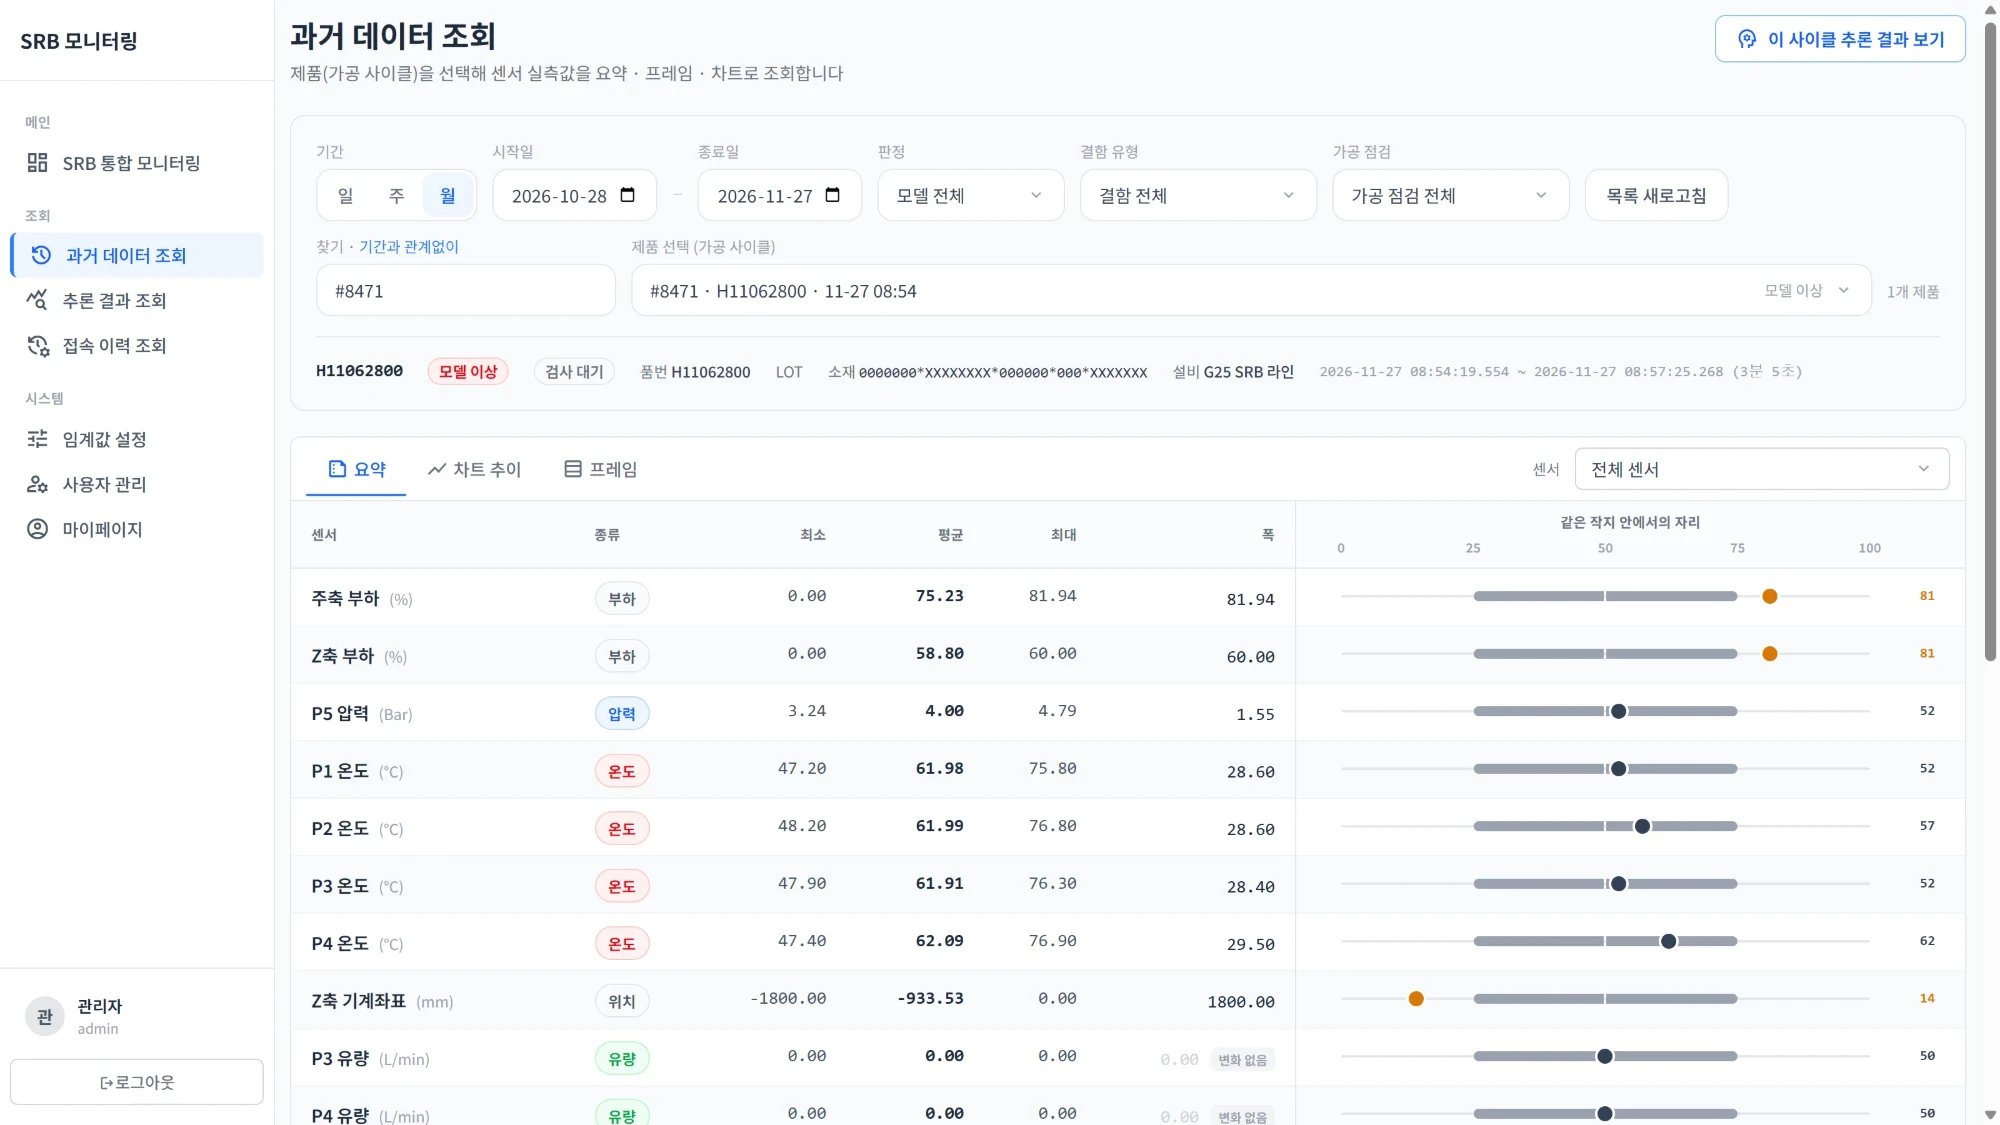 SRB 모니터링
메인
SRB 통합 모니터링
조회
과거 데이터 조회
추론 결과 조회
접속 이력 조회
시스템
임계값 설정
사용자 관리
마이페이지
관
관리자
admin
로그아웃
과거 데이터 조회
제품(가공 사이클)을 선택해 센서 실측값을 요약 · 프레임 · 차트로 조회합니다
이 사이클 추론 결과 보기
기간 시작일 종료일 판정 결함 유형 가공 점검
일 주 월 2026-10-28 – 2026-11-27 모델 전체 결함 전체 가공 점검 전체 목록 새로고침
찾기 · 기간과 관계없이 제품 선택 (가공 사이클)
#8471 #8471 · H11062800 · 11-27 08:54 모델 이상 1개 제품
H11062800 모델 이상 검사 대기 품번 H11062800 LOT 소재 0000000*XXXXXXXX*000000*000*XXXXXXX 설비 G25 SRB 라인 2026-11-27 08:54:19.554 ~ 2026-11-27 08:57:25.268 (3분 5초)
요약 차트 추이 프레임 센서 전체 센서
센서 종류 최소 평균 최대 폭 같은 작지 안에서의 자리
0 25 50 75 100
주축 부하 (%) 부하 0.00 75.23 81.94 81.94 81
Z축 부하 (%) 부하 0.00 58.80 60.00 60.00 81
P5 압력 (Bar) 압력 3.24 4.00 4.79 1.55 52
P1 온도 (°C) 온도 47.20 61.98 75.80 28.60 52
P2 온도 (°C) 온도 48.20 61.99 76.80 28.60 57
P3 온도 (°C) 온도 47.90 61.91 76.30 28.40 52
P4 온도 (°C) 온도 47.40 62.09 76.90 29.50 62
Z축 기계좌표 (mm) 위치 -1800.00 -933.53 0.00 1800.00 14
P3 유량 (L/min) 유량 0.00 0.00 0.00 0.00 변화 없음 50
P4 유량 (L/min) 유량 0.00 0.00 0.00 0.00 변화 없음 50